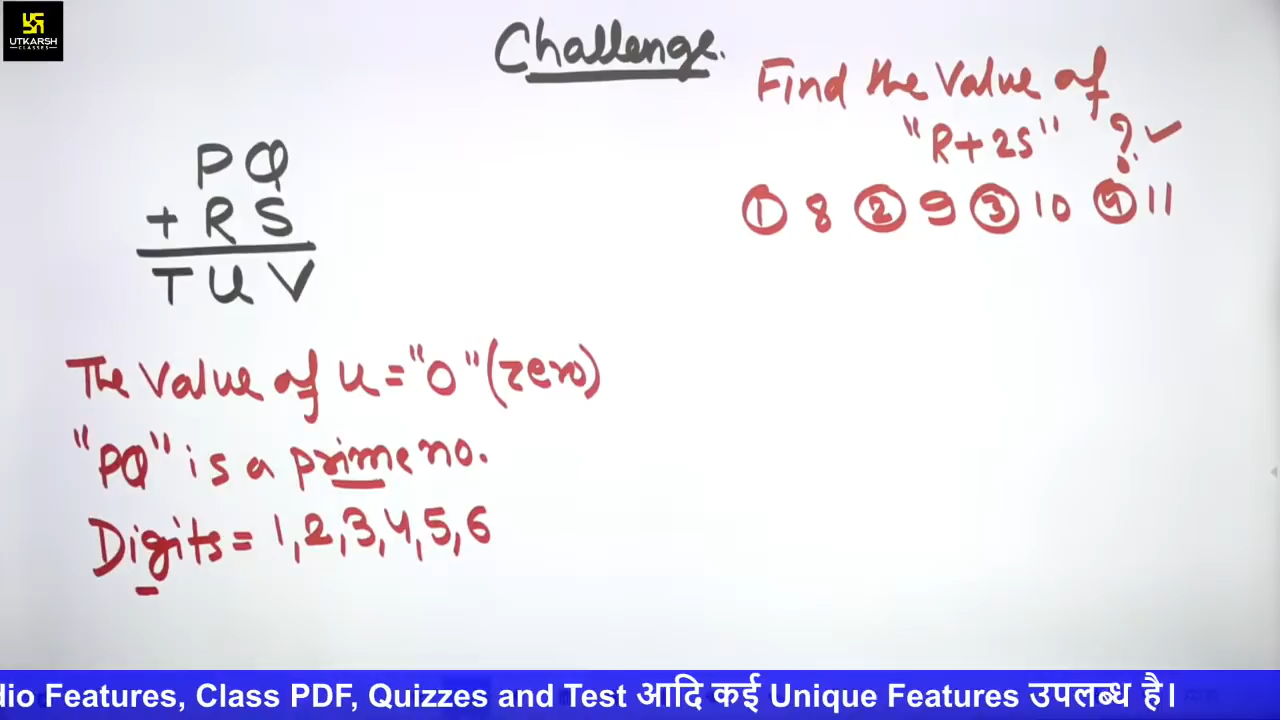 UTKARSH
CLASSES
Challenge.
Find the Value of
"R+2S" ?
① 8 ② 9 ③ 10 ④ 11
PQ
+ RS
TUV
The Value of U="0"(zero)
"PQ" is a prime no.
Digits = 1,2,3,4,5,6
dio Features, Class PDF, Quizzes and Test आदि कई Unique Features उपलब्ध है।